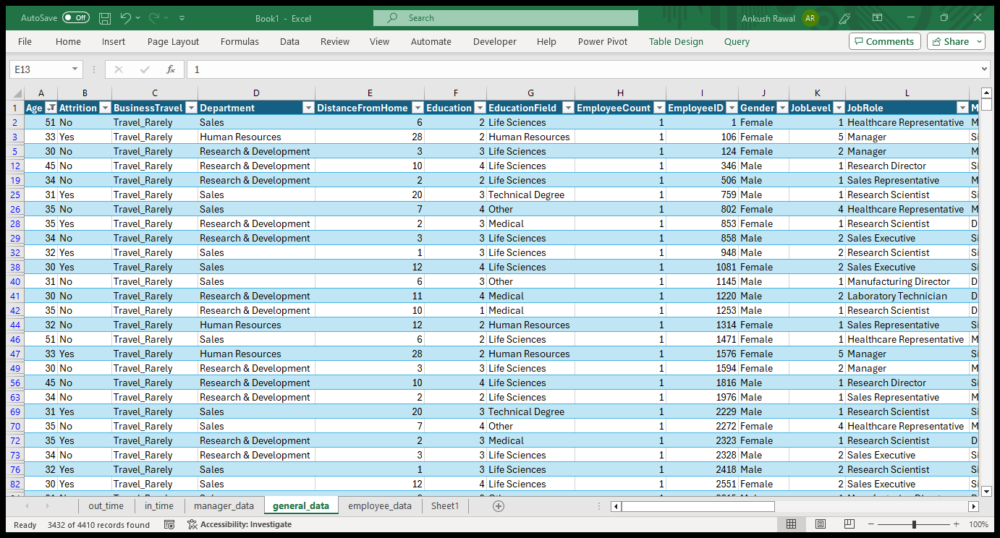 AutoSave Off Book1 - Excel Search Ankush Rawal AR
File Home Insert Page Layout Formulas Data Review View Automate Developer Help Power Pivot Table Design Query Comments Share
E13 fx 1
A B C D E F G H I J K L
1 Age Attrition BusinessTravel Department DistanceFromHome Education EducationField EmployeeCount EmployeeID Gender JobLevel JobRole M
2 51 No Travel_Rarely Sales 6 2 Life Sciences 1 1 Female 1 Healthcare Representative M
3 33 Yes Travel_Rarely Human Resources 28 2 Human Resources 1 106 Female 5 Manager Si
5 30 No Travel_Rarely Research & Development 3 3 Life Sciences 1 124 Female 2 Manager M
12 45 No Travel_Rarely Research & Development 10 4 Life Sciences 1 346 Male 1 Research Director Si
19 34 No Travel_Rarely Research & Development 2 2 Life Sciences 1 506 Male 1 Sales Representative M
25 31 Yes Travel_Rarely Sales 20 3 Technical Degree 1 759 Male 1 Research Scientist Si
26 35 No Travel_Rarely Sales 7 4 Other 1 802 Female 4 Healthcare Representative M
28 35 Yes Travel_Rarely Research & Development 2 3 Medical 1 853 Female 1 Research Scientist D
29 34 No Travel_Rarely Research & Development 3 3 Life Sciences 1 858 Male 2 Sales Executive Si
32 32 Yes Travel_Rarely Sales 1 3 Life Sciences 1 948 Male 2 Research Scientist Si
38 30 Yes Travel_Rarely Sales 12 4 Life Sciences 1 1081 Female 2 Sales Executive Si
40 31 No Travel_Rarely Sales 6 3 Other 1 1145 Male 1 Manufacturing Director D
41 30 No Travel_Rarely Research & Development 11 4 Medical 1 1220 Male 2 Laboratory Technician D
42 35 No Travel_Rarely Research & Development 10 1 Medical 1 1253 Male 1 Research Scientist D
44 32 No Travel_Rarely Human Resources 12 2 Human Resources 1 1314 Female 1 Sales Representative Si
46 51 No Travel_Rarely Sales 6 2 Life Sciences 1 1471 Female 1 Healthcare Representative M
47 33 Yes Travel_Rarely Human Resources 28 2 Human Resources 1 1576 Female 5 Manager Si
49 30 No Travel_Rarely Research & Development 3 3 Life Sciences 1 1594 Female 2 Manager M
56 45 No Travel_Rarely Research & Development 10 4 Life Sciences 1 1816 Male 1 Research Director Si
63 34 No Travel_Rarely Research & Development 2 2 Life Sciences 1 1976 Male 1 Sales Representative M
69 31 Yes Travel_Rarely Sales 20 3 Technical Degree 1 2229 Male 1 Research Scientist Si
70 35 No Travel_Rarely Sales 7 4 Other 1 2272 Female 4 Healthcare Representative M
72 35 Yes Travel_Rarely Research & Development 2 3 Medical 1 2323 Female 1 Research Scientist D
73 34 No Travel_Rarely Research & Development 3 3 Life Sciences 1 2328 Male 2 Sales Executive Si
76 32 Yes Travel_Rarely Sales 1 3 Life Sciences 1 2418 Male 2 Research Scientist Si
82 30 Yes Travel_Rarely Sales 12 4 Life Sciences 1 2551 Female 2 Sales Executive Si
out_time in_time manager_data general_data employee_data Sheet1
Ready 3432 of 4410 records found Accessibility: Investigate 100%